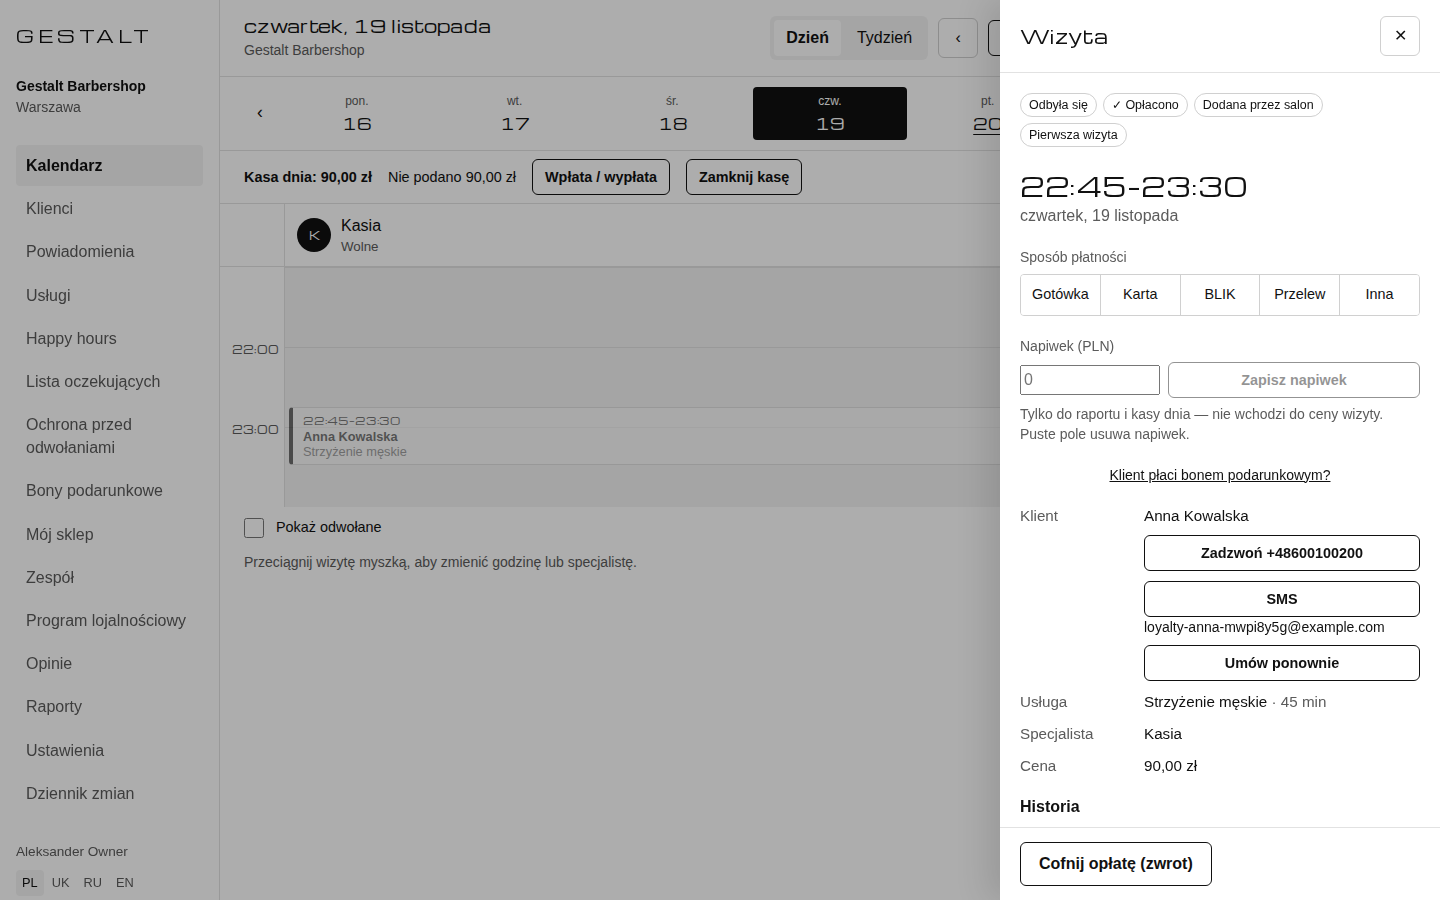 GESTALT
Gestalt Barbershop
Warszawa
Kalendarz
Klienci
Powiadomienia
Usługi
Happy hours
Lista oczekujących
Ochrona przed
odwołaniami
Bony podarunkowe
Mój sklep
Zespół
Program lojalnościowy
Opinie
Raporty
Ustawienia
Dziennik zmian
Aleksander Owner
PL UK RU EN
czwartek, 19 listopada
Gestalt Barbershop
Dzień Tydzień ‹
‹ pon. wt. śr. czw. pt.
16 17 18 19 20
Kasa dnia: 90,00 zł Nie podano 90,00 zł Wpłata / wypłata Zamknij kasę
K Kasia
Wolne
22:00
23:00
22:45-23:30
Anna Kowalska
Strzyżenie męskie
Pokaż odwołane
Przeciągnij wizytę myszką, aby zmienić godzinę lub specjalistę.
Wizyta ✕
Odbyła się ✓ Opłacono Dodana przez salon
Pierwsza wizyta
22:45-23:30
czwartek, 19 listopada
Sposób płatności
Gotówka Karta BLIK Przelew Inna
Napiwek (PLN)
0 Zapisz napiwek
Tylko do raportu i kasy dnia — nie wchodzi do ceny wizyty.
Puste pole usuwa napiwek.
Klient płaci bonem podarunkowym?
Klient Anna Kowalska
Zadzwoń +48600100200
SMS
loyalty-anna-mwpi8y5g@example.com
Umów ponownie
Usługa Strzyżenie męskie · 45 min
Specjalista Kasia
Cena 90,00 zł
Historia
Cofnij opłatę (zwrot)